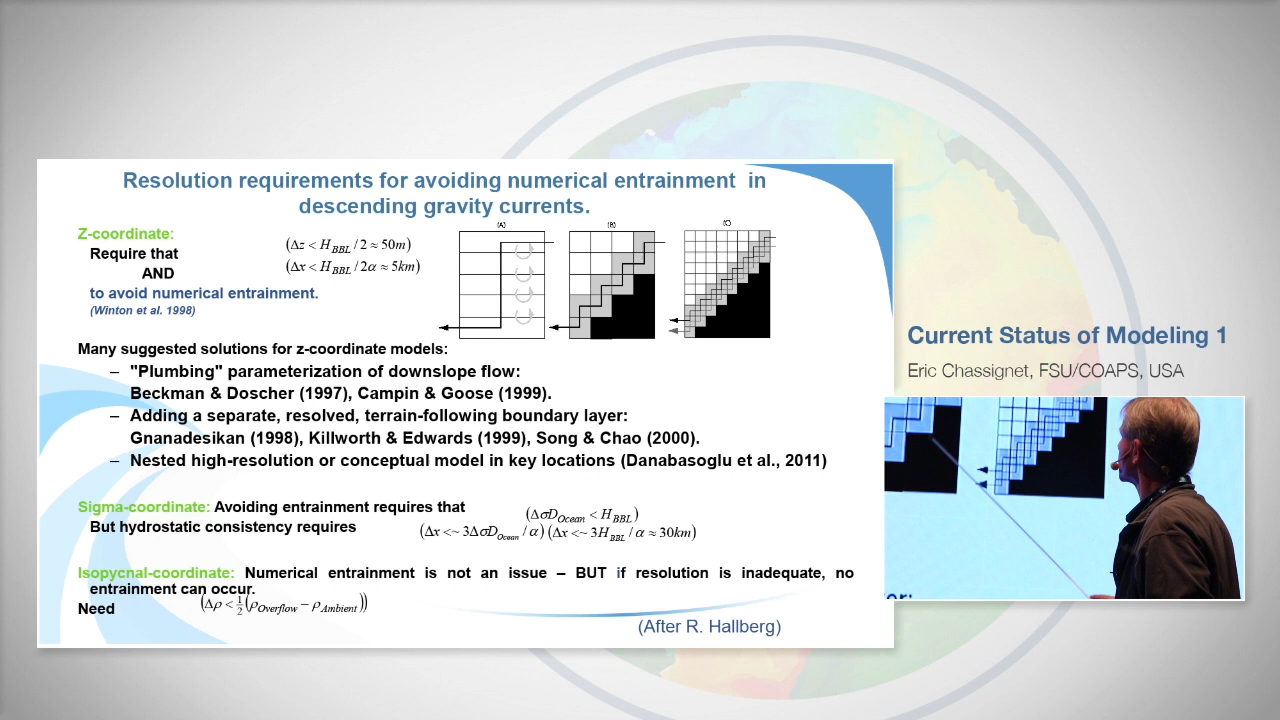 Resolution requirements for avoiding numerical entrainment in
descending gravity currents.
Z-coordinate:
Require that
(Δz < H_BBL / 2 ≈ 50m)
AND
(Δx < H_BBL / 2α ≈ 5km)
to avoid numerical entrainment.
(Winton et al. 1998)
(A) (B) (C)
Many suggested solutions for z-coordinate models:
– "Plumbing" parameterization of downslope flow:
Beckman & Doscher (1997), Campin & Goose (1999).
– Adding a separate, resolved, terrain-following boundary layer:
Gnanadesikan (1998), Killworth & Edwards (1999), Song & Chao (2000).
– Nested high-resolution or conceptual model in key locations (Danabasoglu et al., 2011)
Sigma-coordinate: Avoiding entrainment requires that
(ΔσD_Ocean < H_BBL)
But hydrostatic consistency requires
(Δx <~ 3ΔσD_Ocean / α) (Δx <~ 3H_BBL / α ≈ 30km)
Isopycnal-coordinate: Numerical entrainment is not an issue – BUT if resolution is inadequate, no
entrainment can occur.
Need
(Δρ < ½(ρ_Overflow − ρ_Ambient))
(After R. Hallberg)
Current Status of Modeling 1
Eric Chassignet, FSU/COAPS, USA